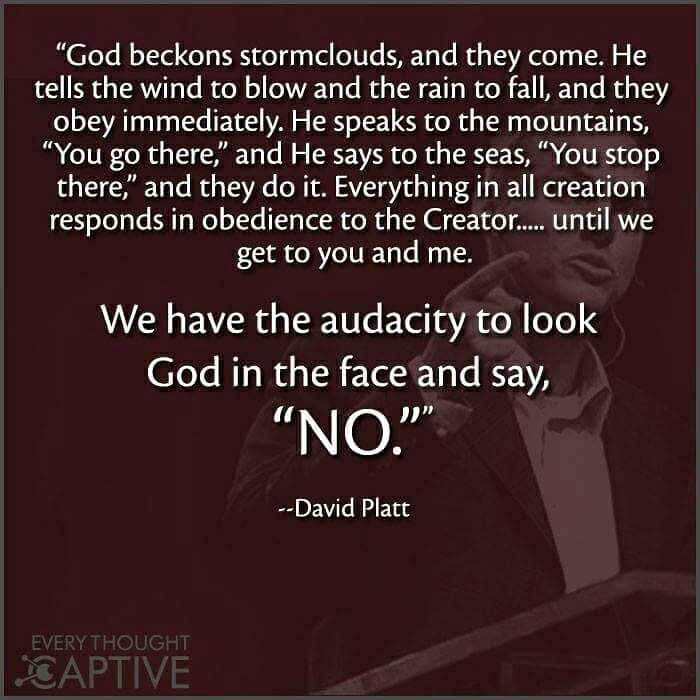 “God beckons stormclouds, and they come. He
tells the wind to blow and the rain to fall, and they
obey immediately. He speaks to the mountains,
“You go there,” and He says to the seas, “You stop
there,” and they do it. Everything in all creation
responds in obedience to the Creator..... until we
get to you and me.
We have the audacity to look
God in the face and say,
“NO.””
--David Platt
EVERY THOUGHT
CAPTIVE